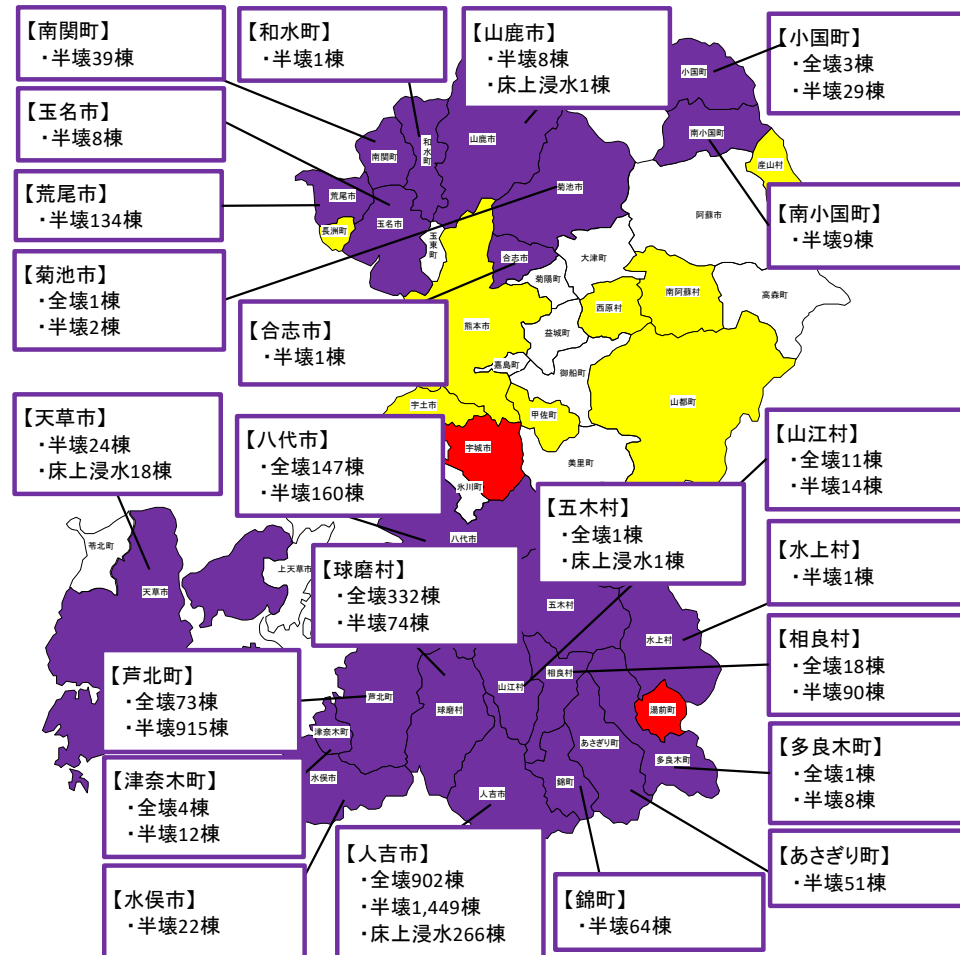 【南関町】
・半壊39棟
【和水町】
・半壊1棟
【山鹿市】
・半壊8棟
・床上浸水1棟
【小国町】
・全壊3棟
・半壊29棟
【玉名市】
・半壊8棟
【荒尾市】
・半壊134棟
【南小国町】
・半壊9棟
【菊池市】
・全壊1棟
・半壊2棟
【合志市】
・半壊1棟
【天草市】
・半壊24棟
・床上浸水18棟
【八代市】
・全壊147棟
・半壊160棟
【山江村】
・全壊11棟
・半壊14棟
【五木村】
・全壊1棟
・床上浸水1棟
【水上村】
・半壊1棟
【球磨村】
・全壊332棟
・半壊74棟
【相良村】
・全壊18棟
・半壊90棟
【芦北町】
・全壊73棟
・半壊915棟
【多良木町】
・全壊1棟
・半壊8棟
【津奈木町】
・全壊4棟
・半壊12棟
【人吉市】
・全壊902棟
・半壊1,449棟
・床上浸水266棟
【あさぎり町】
・半壊51棟
【水俣市】
・半壊22棟
【錦町】
・半壊64棟
小国町
南小国町
産山村
山鹿市
和水町
南関町
菊池市
荒尾市
玉名市
長洲町
玉東町
合志市
大津町
阿蘇市
菊陽町
西原村
南阿蘇村
高森町
熊本市
益城町
嘉島町
御船町
宇土市
甲佐町
山都町
宇城市
美里町
氷川町
八代市
苓北町
上天草市
天草市
五木村
水上村
山江村
相良村
芦北町
球磨村
湯前町
津奈木町
あさぎり町
多良木町
水俣市
人吉市
錦町